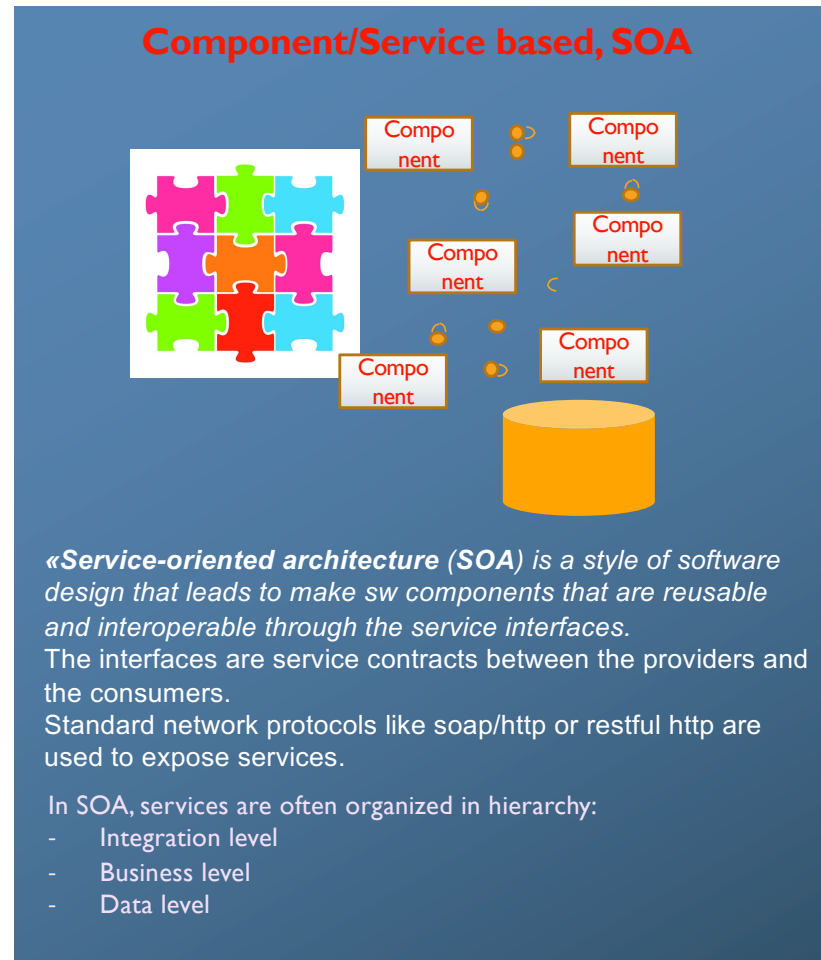 Component/Service based, SOA
Compo
nent
Compo
nent
Compo
nent
Compo
nent
Compo
nent
Compo
nent
«Service-oriented architecture (SOA) is a style of software
design that leads to make sw components that are reusable
and interoperable through the service interfaces.
The interfaces are service contracts between the providers and
the consumers.
Standard network protocols like soap/http or restful http are
used to expose services.
In SOA, services are often organized in hierarchy:
- Integration level
- Business level
- Data level